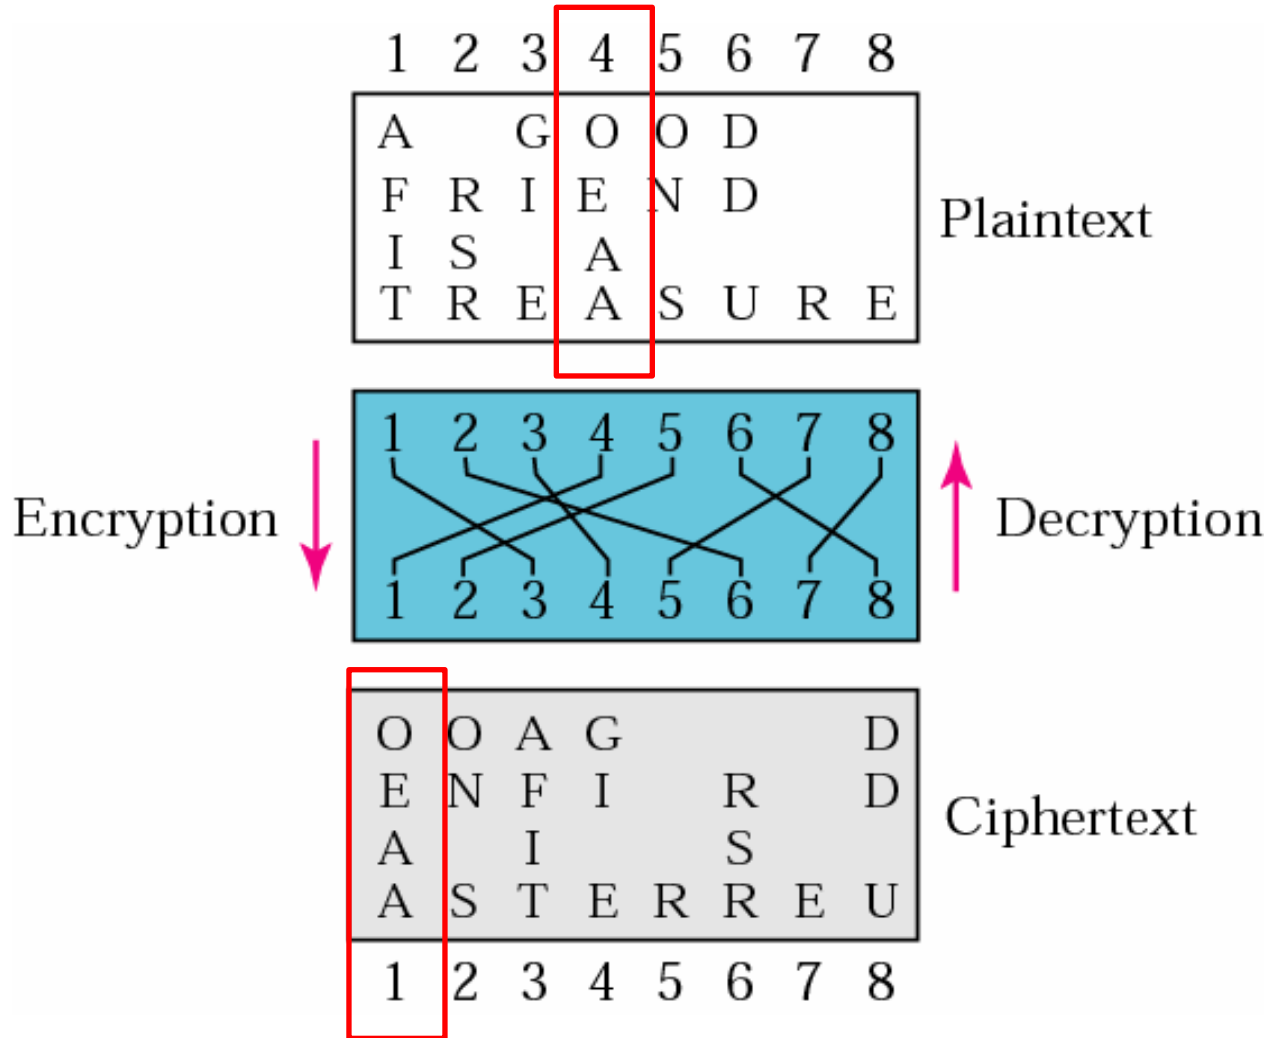 1 2 3 4 5 6 7 8
A G O O D
F R I E N D
I S A
T R E A S U R E
Plaintext
1 2 3 4 5 6 7 8
Encryption
Decryption
1 2 3 4 5 6 7 8
O O A G D
E N F I R D
A I S
A S T E R R E U
Ciphertext
1 2 3 4 5 6 7 8